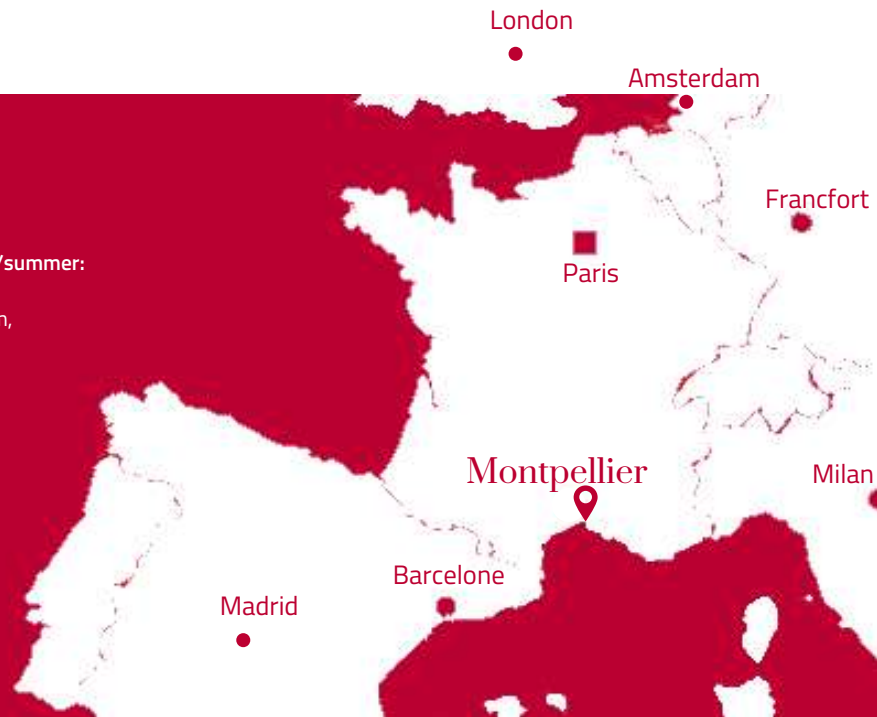 London
Amsterdam
Francfort
/summer:
Paris
Montpellier
Milan
Barcelone
Madrid